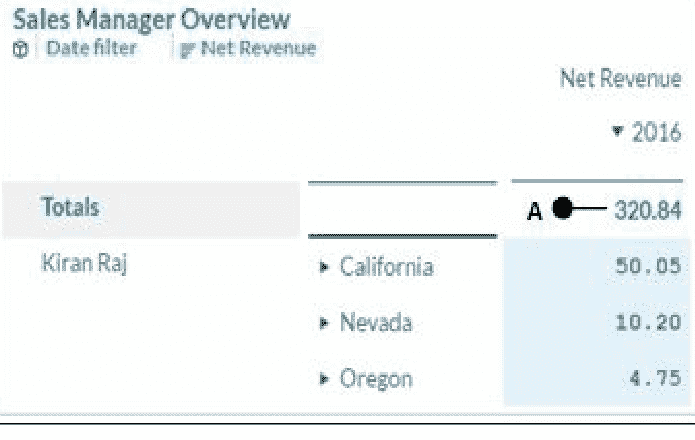 Sales Manager Overview
Date filter Net Revenue
Net Revenue
▼ 2016
Totals A 320.84
Kiran Raj ▶ California 50.05
▶ Nevada 10.20
▶ Oregon 4.75